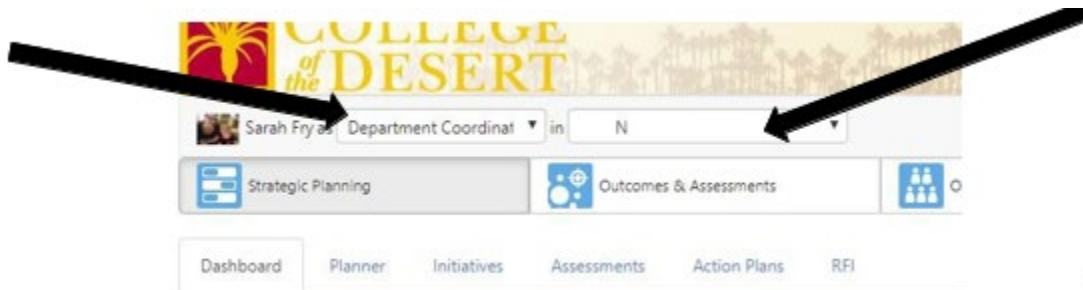 COLLEGE
of the DESERT
Sarah Fry as Department Coordinat in N
Strategic Planning Outcomes & Assessments O
Dashboard Planner Initiatives Assessments Action Plans RFI